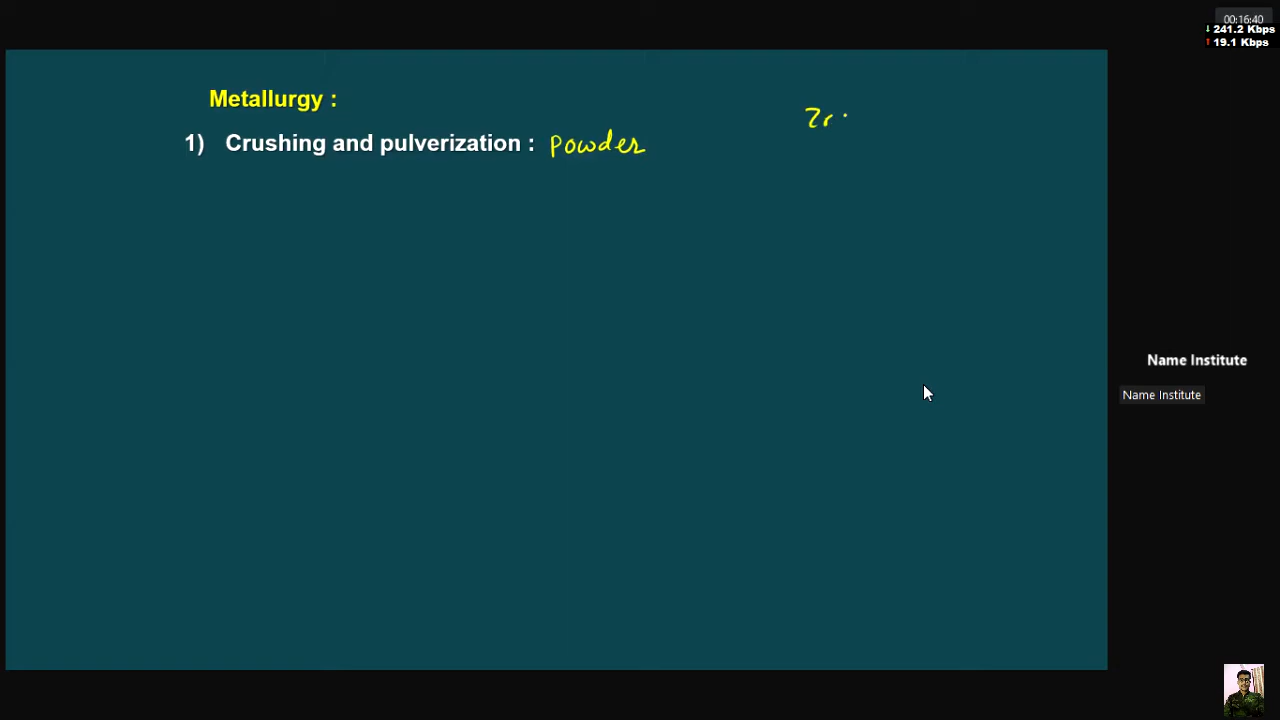 00:16:40
↓ 241.2 Kbps
↑ 19.1 Kbps
Metallurgy :
1) Crushing and pulverization : powder
Name Institute
Name Institute